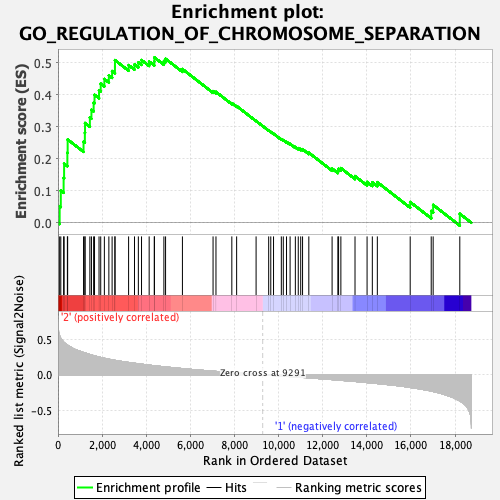 Enrichment plot:
GO_REGULATION_OF_CHROMOSOME_SEPARATION
Enrichment score (ES)
0.5
0.4
0.3
0.2
0.1
0.0
'2' (positively correlated)
Ranked list metric (Signal2Noise)
0.5
0.0
-0.5
Zero cross at 9291
'1' (negatively correlated)
0
2,000
4,000
6,000
8,000
10,000
12,000
14,000
16,000
18,000
Rank in Ordered Dataset
Enrichment profile
Hits
Ranking metric scores